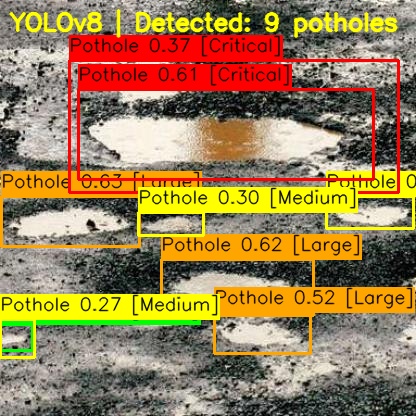 YOLOv8 | Detected: 9 potholes
Pothole 0.37 [Critical]
Pothole 0.61 [Critical]
Pothole 0.63 [Large]
Pothole
Pothole 0.30 [Medium]
Pothole 0.62 [Large]
Pothole 0.27 [Medium]
Pothole 0.52 [Large]